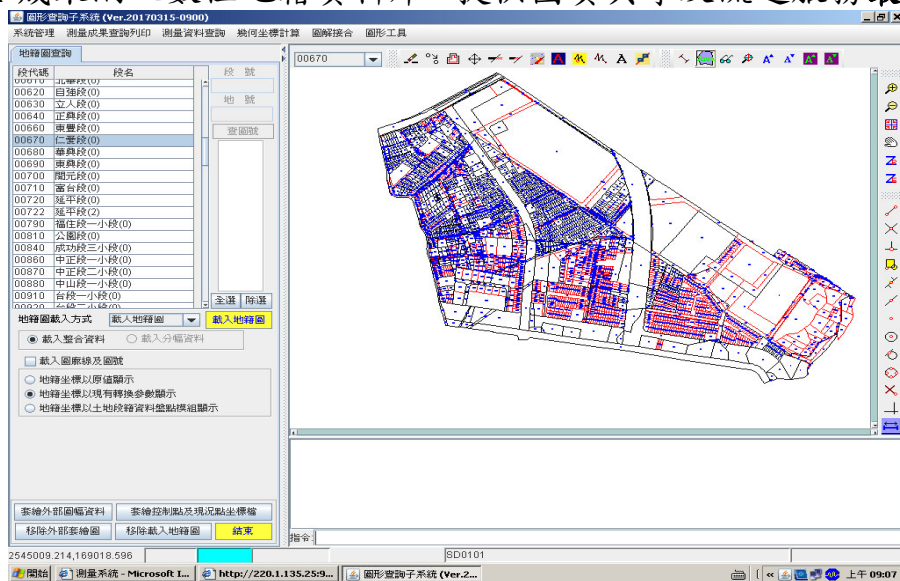 圖形查詢子系統 (Ver.20170315-0900)
系統管理 測量成果查詢列印 測量資料查詢 幾何坐標計算 圖解接合 圖形工具
地籍圖查詢
段代碼 段名
00620 自強段(0)
00630 立人段(0)
00640 正興段(0)
00660 東豐段(0)
00670 仁愛段(0)
00680 華興段(0)
00690 東興段(0)
00700 開元段(0)
00710 富台段(0)
00720 延平段(0)
00722 延平段(2)
00790 福住段一小段(0)
00810 公園段(0)
00840 成功段三小段(0)
00860 中正段一小段(0)
00870 中正段二小段(0)
00880 中山段一小段(0)
00910 台段一小段(0)
段 號
地 號
查圖號
全選 除選
地籍圖載入方式 載入地籍圖 載入地籍圖
載入整合資料 載入分幅資料
載入圖廓線及圖號
地籍坐標以原值顯示
地籍坐標以現有轉換參數顯示
地籍坐標以土地段籍資料盤點模組顯示
套繪外部圖幅資料 套繪控制點及現況點坐標檔
移除外部套繪圖 移除載入地籍圖 結束
00670
指令:
2545009.214,169018.596 SD0101
開始 測量系統 - Microsoft I... http://220.1.135.25:9... 圖形查詢子系統 (Ver.2... 上午 09:07